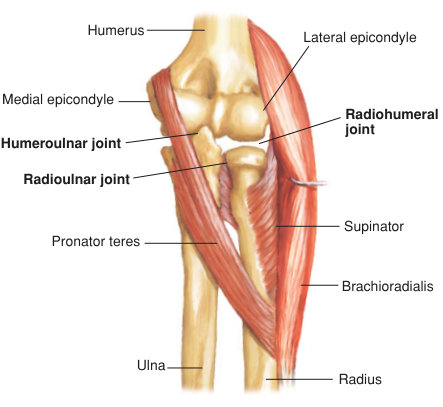 Humerus
Lateral epicondyle
Medial epicondyle
Radiohumeral
joint
Humeroulnar joint
Radioulnar joint
Supinator
Pronator teres
Brachioradialis
Ulna
Radius